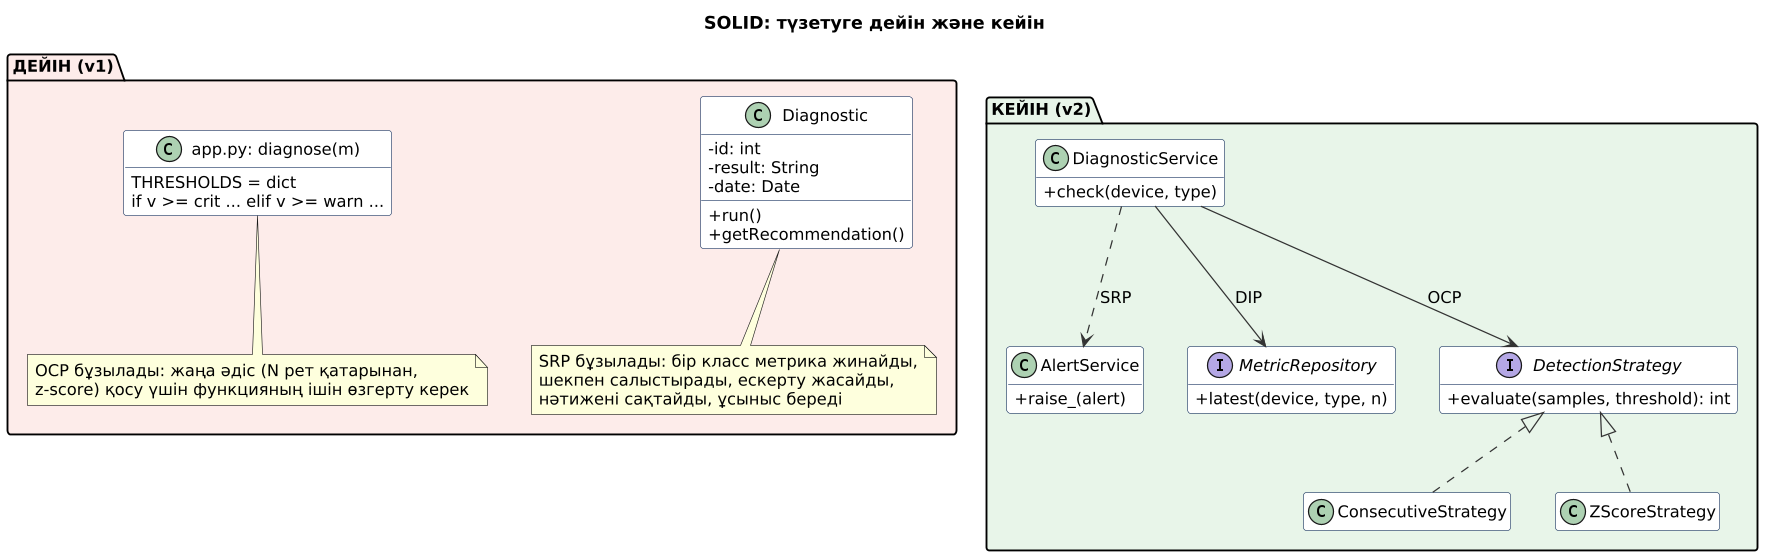 SOLID: түзетуге дейін және кейін
ДЕЙІН (v1)
C app.py: diagnose(m)
THRESHOLDS = dict
if v >= crit ... elif v >= warn ...
C Diagnostic
-id: int
-result: String
-date: Date
+run()
+getRecommendation()
OCP бұзылады: жаңа әдіс (N рет қатарынан,
z-score) қосу үшін функцияның ішін өзгерту керек
SRP бұзылады: бір класс метрика жинайды,
шекпен салыстырады, ескерту жасайды,
нәтижені сақтайды, ұсыныс береді
КЕЙІН (v2)
C DiagnosticService
+check(device, type)
SRP
DIP
OCP
C AlertService
+raise_(alert)
I MetricRepository
+latest(device, type, n)
I DetectionStrategy
+evaluate(samples, threshold): int
C ConsecutiveStrategy
C ZScoreStrategy